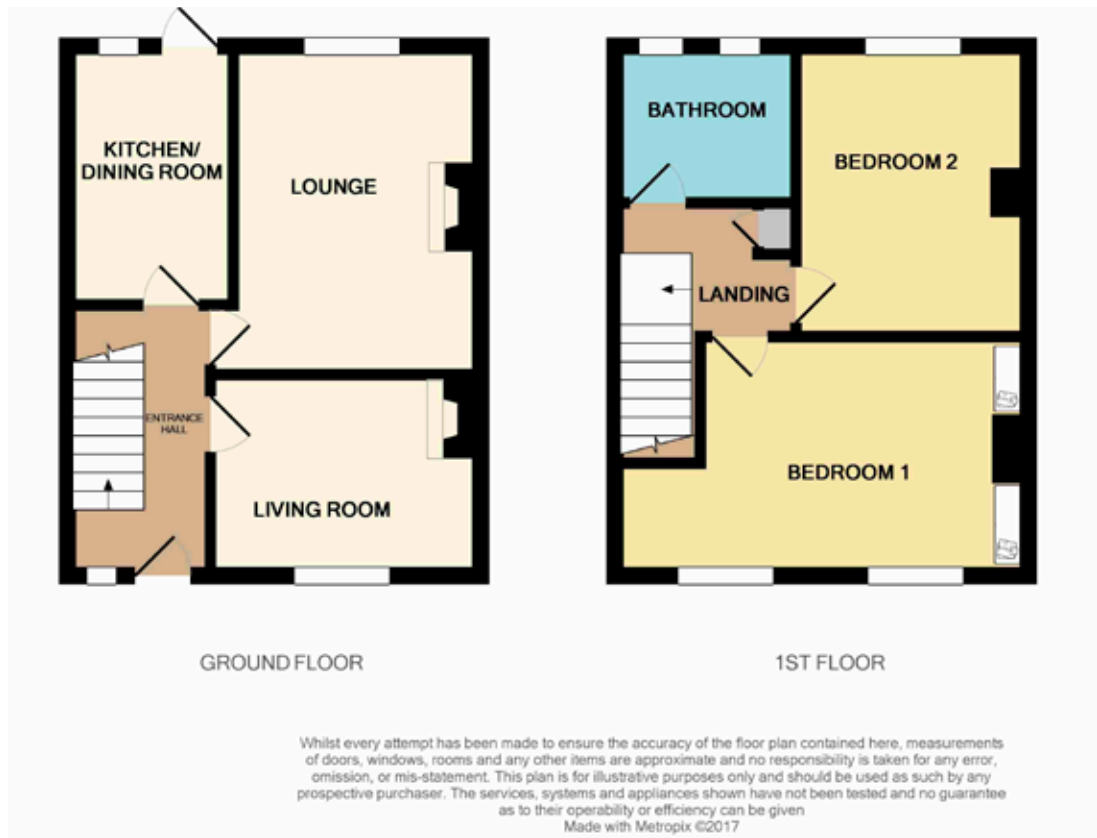 KITCHEN/
DINING ROOM
LOUNGE
ENTRANCE
HALL
LIVING ROOM
GROUND FLOOR
BATHROOM
BEDROOM 2
LANDING
BEDROOM 1
1ST FLOOR
Whilst every attempt has been made to ensure the accuracy of the floor plan contained here, measurements
of doors, windows, rooms and any other items are approximate and no responsibility is taken for any error,
omission, or mis-statement. This plan is for illustrative purposes only and should be used as such by any
prospective purchaser. The services, systems and appliances shown have not been tested and no guarantee
as to their operability or efficiency can be given
Made with Metropix ©2017